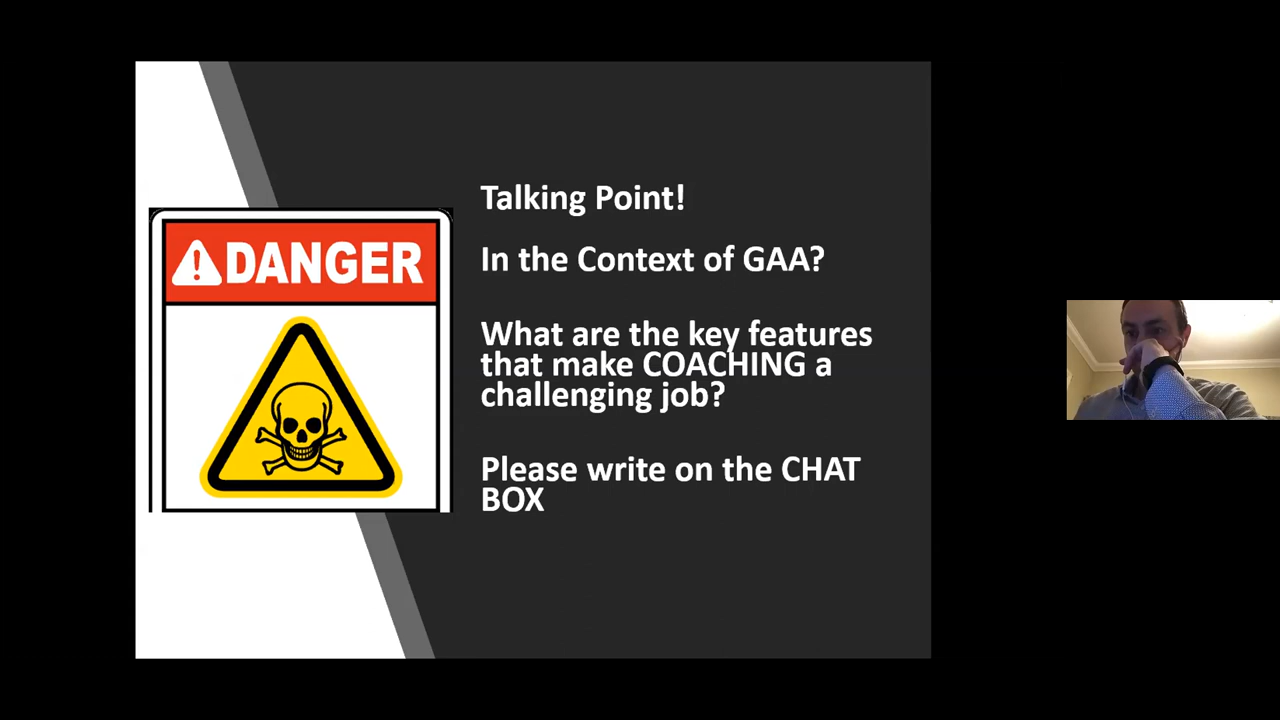 DANGER
Talking Point!
In the Context of GAA?
What are the key features
that make COACHING a
challenging job?
Please write on the CHAT
BOX